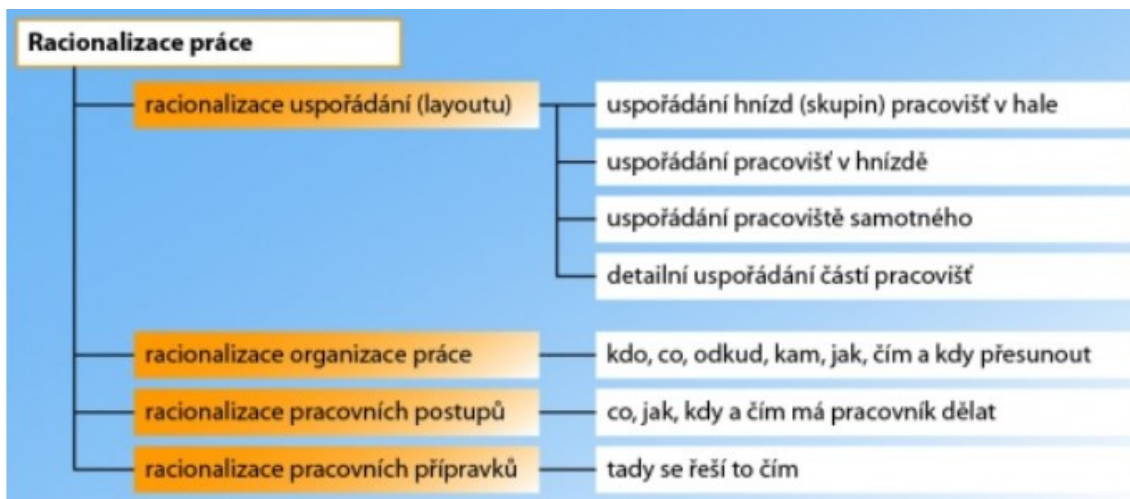 Racionalizace práce
racionalizace uspořádání (layoutu)
uspořádání hnízd (skupin) pracovišť v hale
uspořádání pracovišť v hnízdě
uspořádání pracoviště samotného
detailní uspořádání částí pracovišť
racionalizace organizace práce
kdo, co, odkud, kam, jak, čím a kdy přesunout
racionalizace pracovních postupů
co, jak, kdy a čím má pracovník dělat
racionalizace pracovních přípravků
tady se řeší to čím